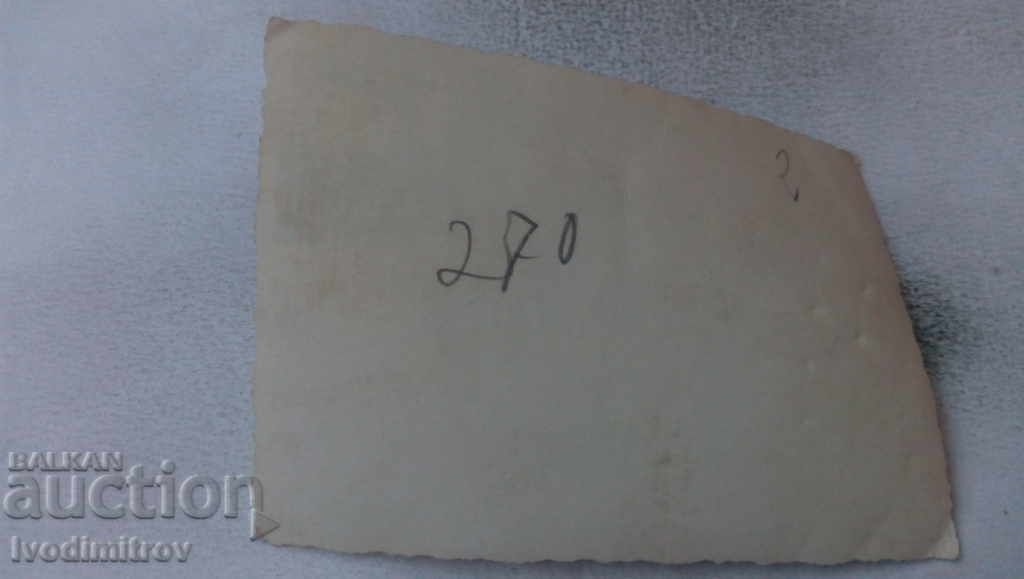 2
270
BALKAN
auction
Ivodimitrov